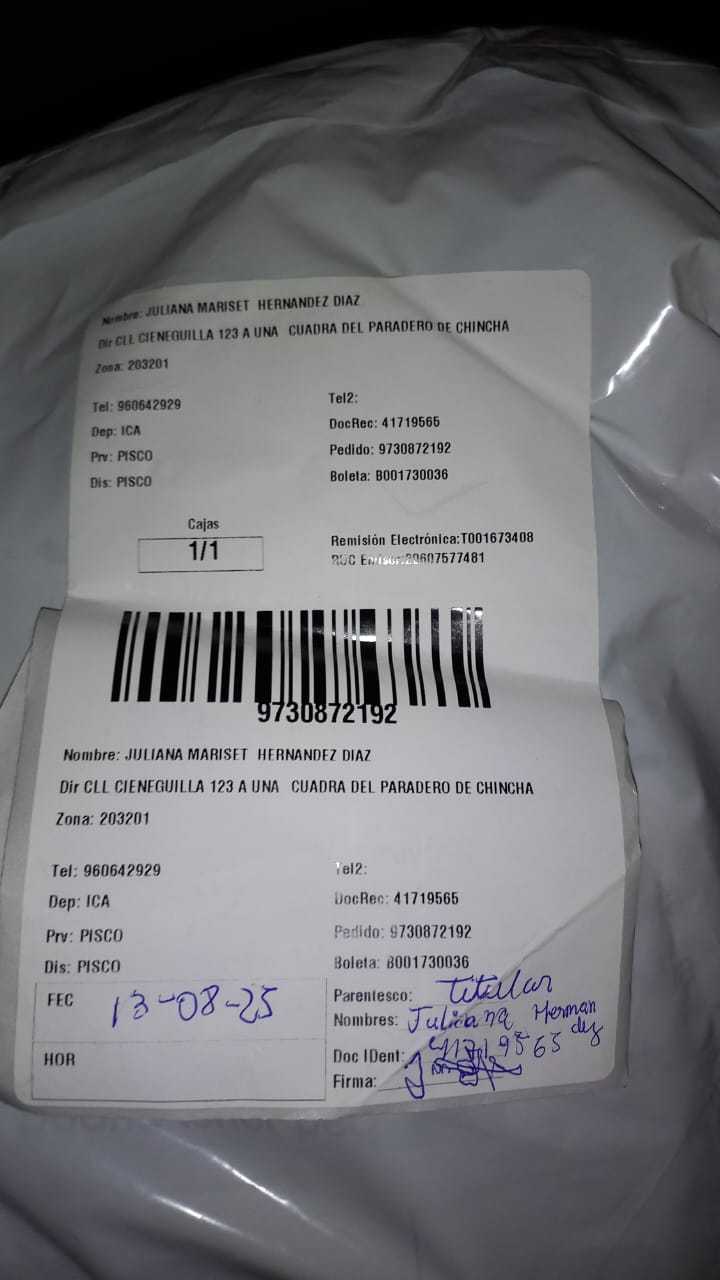 Nombre: JULIANA MARISET HERNANDEZ DIAZ
Dir CLL CIENEGUILLA 123 A UNA CUADRA DEL PARADERO DE CHINCHA
Zona: 203201
Tel: 960642929 Tel2:
Dep: ICA DocRec: 41719565
Prv: PISCO Pedido: 9730872192
Dis: PISCO Boleta: B001730036
Cajas
1/1 Remisión Electrónica:T001673408
RUC Emisor:20607577481
9730872192
Nombre: JULIANA MARISET HERNANDEZ DIAZ
Dir CLL CIENEGUILLA 123 A UNA CUADRA DEL PARADERO DE CHINCHA
Zona: 203201
Tel: 960642929 Tel2:
Dep: ICA DocRec: 41719565
Prv: PISCO Pedido: 9730872192
Dis: PISCO Boleta: B001730036
FEC 13-08-25 Parentesco: titular
Nombres: Juliana Hernandez
HOR Doc IDent: 41719565
Firma: